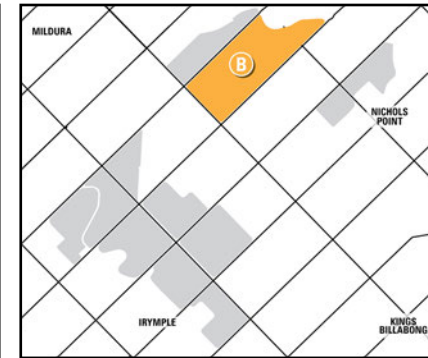 MILDURA
B
NICHOLS
POINT
IRYMPLE
KINGS
BILLABONG